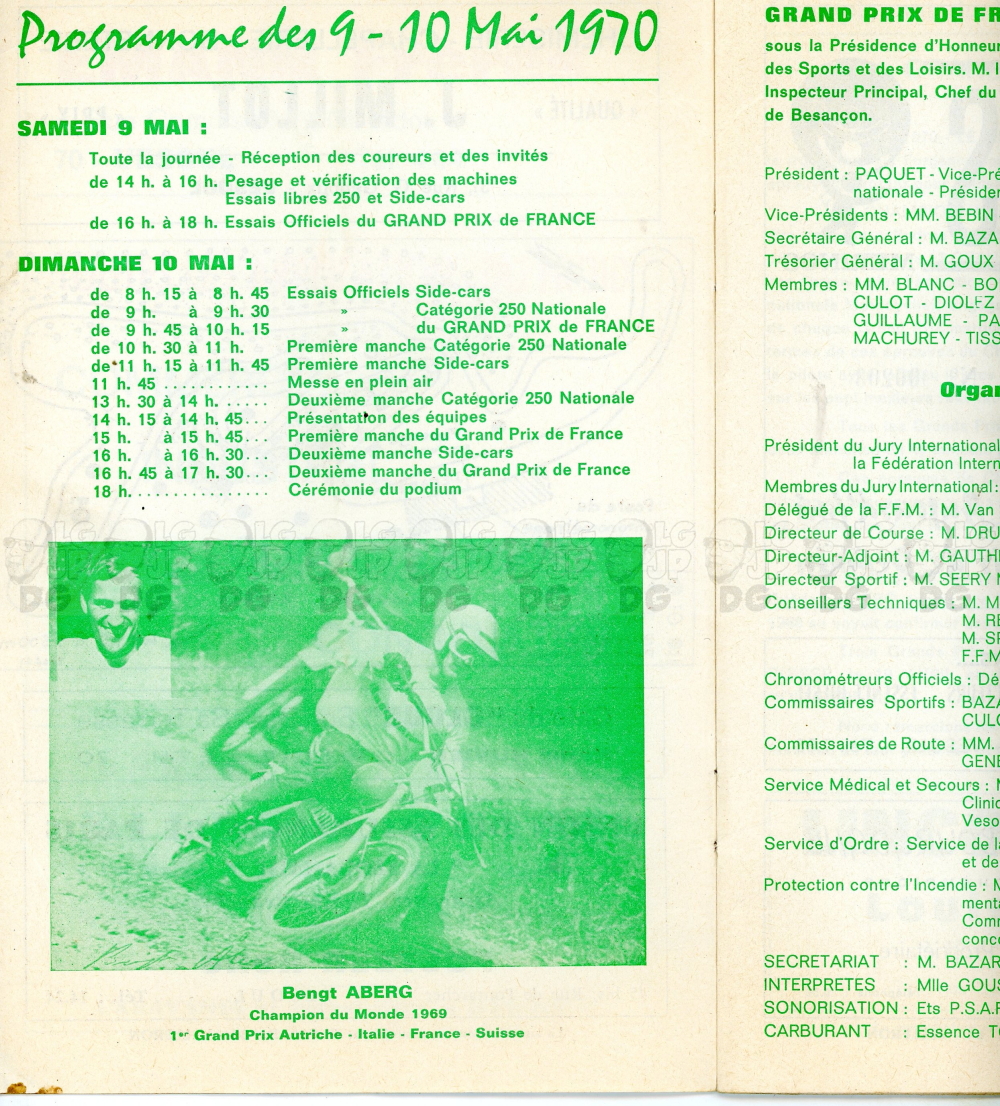 Programme des 9 - 10 Mai 1970
SAMEDI 9 MAI :
Toute la journée - Réception des coureurs et des invités
de 14 h. à 16 h. Pesage et vérification des machines
Essais libres 250 et Side-cars
de 16 h. à 18 h. Essais Officiels du GRAND PRIX de FRANCE
DIMANCHE 10 MAI :
de 8 h. 15 à 8 h. 45 Essais Officiels Side-cars
de 9 h. à 9 h. 30 » Catégorie 250 Nationale
de 9 h. 45 à 10 h. 15 » du GRAND PRIX de FRANCE
de 10 h. 30 à 11 h. Première manche Catégorie 250 Nationale
de 11 h. 15 à 11 h. 45 Première manche Side-cars
11 h. 45 ............ Messe en plein air
13 h. 30 à 14 h. ...... Deuxième manche Catégorie 250 Nationale
14 h. 15 à 14 h. 45... Présentation des équipes
15 h. à 15 h. 45... Première manche du Grand Prix de France
16 h. à 16 h. 30... Deuxième manche Side-cars
16 h. 45 à 17 h. 30... Deuxième manche du Grand Prix de France
18 h. ................ Cérémonie du podium
Bengt ABERG
Champion du Monde 1969
1er Grand Prix Autriche - Italie - France - Suisse
GRAND PRIX DE FR
sous la Présidence d'Honneur
des Sports et des Loisirs. M.
Inspecteur Principal, Chef du
de Besançon.
Président : PAQUET - Vice-Pré
nationale - Présiden
Vice-Présidents : MM. BEBIN
Secrétaire Général : M. BAZA
Trésorier Général : M. GOUX
Membres : MM. BLANC - BO
CULOT - DIOLEZ
GUILLAUME - PA
MACHUREY - TISS
Organ
Président du Jury International
la Fédération Intern
Membres du Jury International :
Délégué de la F.F.M. : M. Van
Directeur de Course : M. DRU
Directeur-Adjoint : M. GAUTHI
Directeur Sportif : M. SEERY
Conseillers Techniques : M. M
M. RE
M. SP
F.F.M
Chronométreurs Officiels : Dé
Commissaires Sportifs : BAZA
CULO
Commissaires de Route : MM.
GENE
Service Médical et Secours :
Clinic
Veso
Service d'Ordre : Service de la
et de
Protection contre l'Incendie : M
menta
Comm
conco
SECRETARIAT : M. BAZAR
INTERPRETES : Mlle GOUS
SONORISATION : Ets P.S.A.R
CARBURANT : Essence TO